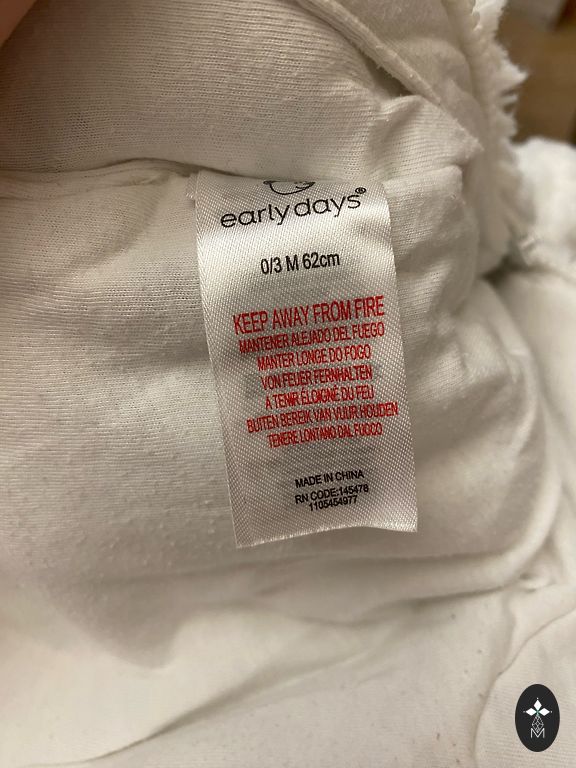 early days®
0/3 M 62cm
KEEP AWAY FROM FIRE
MANTENER ALEJADO DEL FUEGO
MANTER LONGE DO FOGO
VON FEUER FERNHALTEN
A TENIR ÉLOIGNÉ DU FEU
BUITEN BEREIK VAN VUUR HOUDEN
TENERE LONTANO DAL FUOCO
MADE IN CHINA
RN CODE:145478
1105454977
M